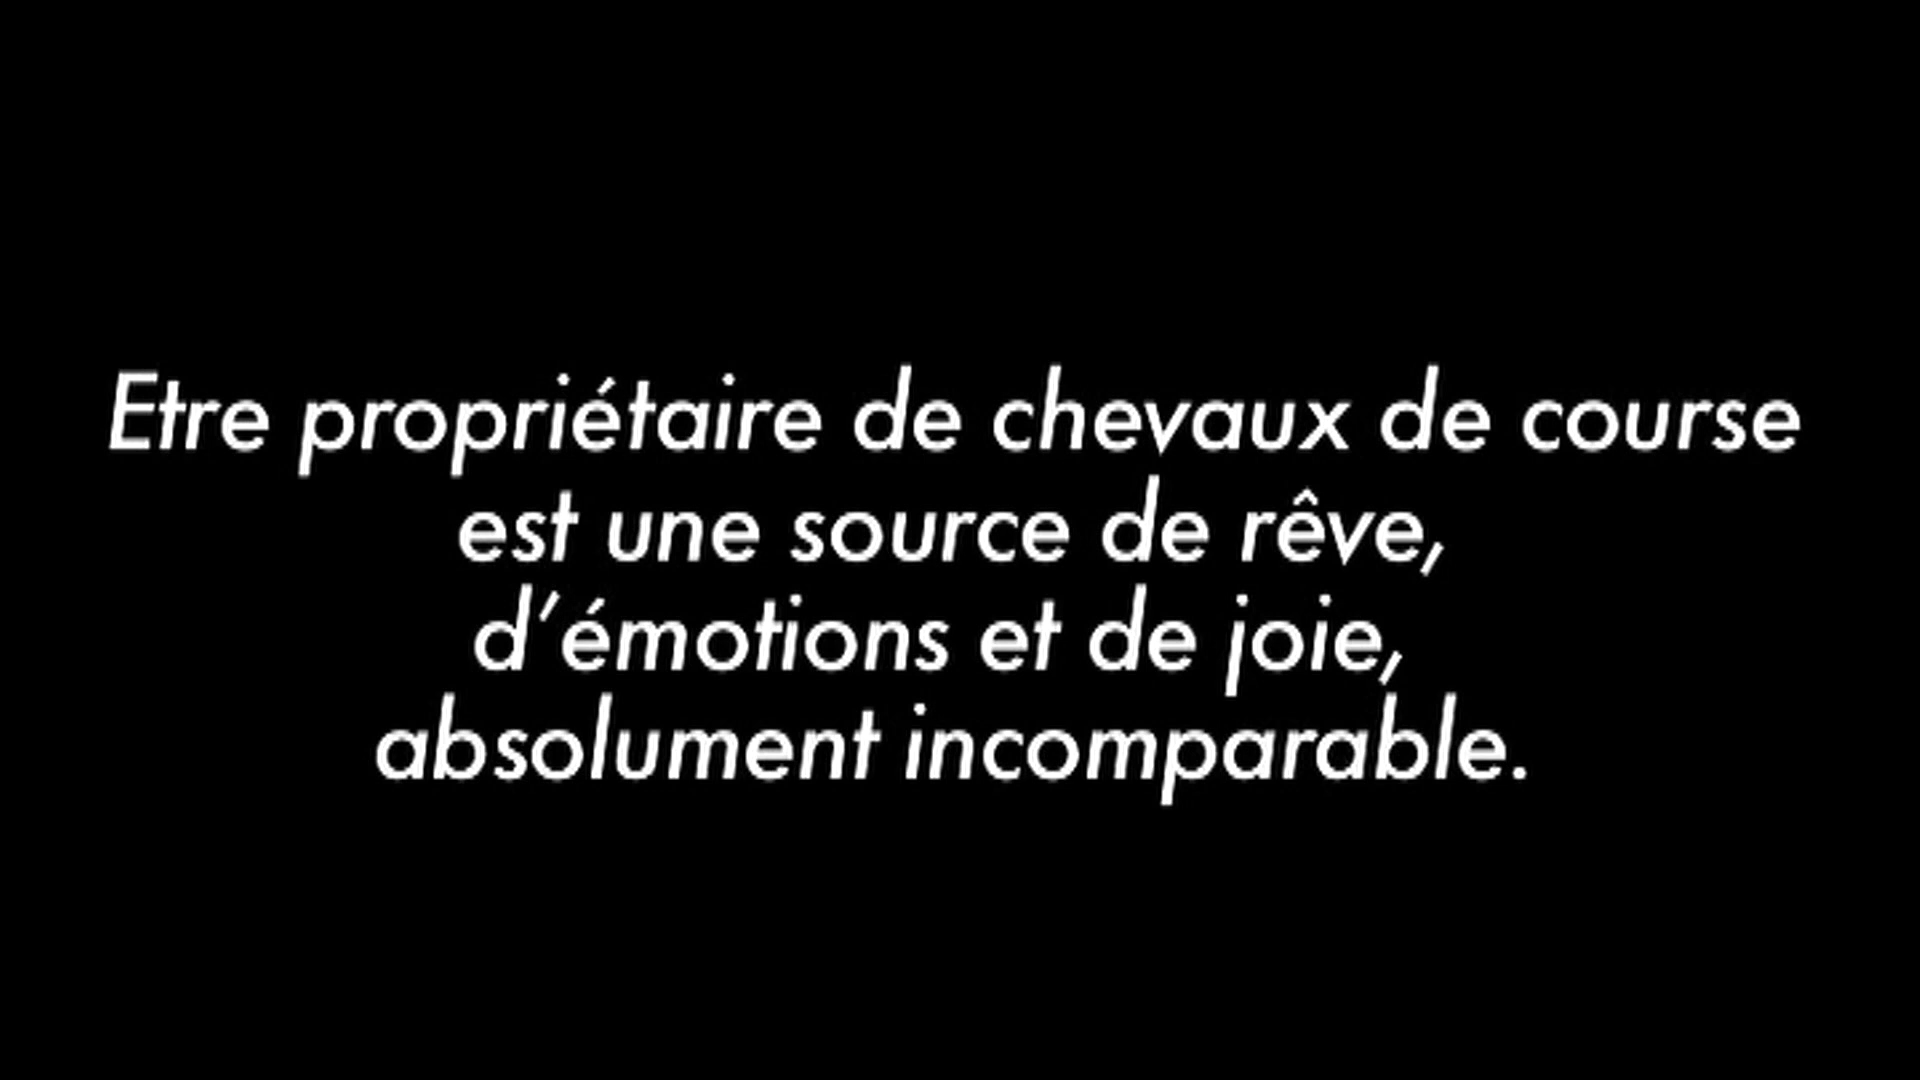 Etre propriétaire de chevaux de course
est une source de rêve,
d’émotions et de joie,
absolument incomparable.